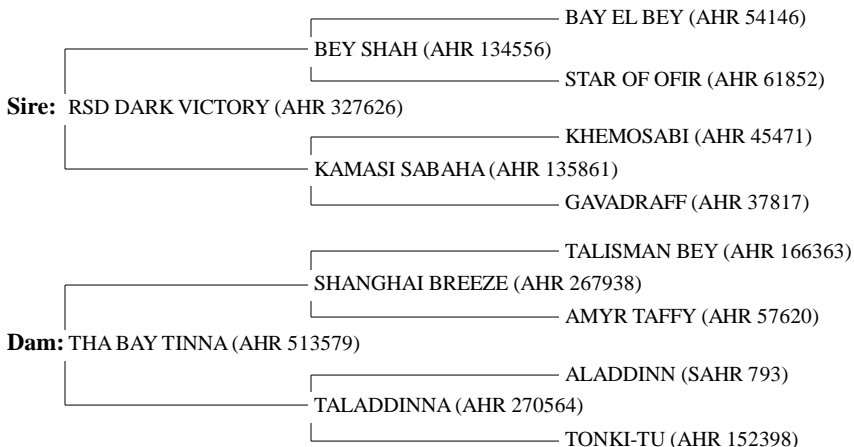 BAY EL BEY (AHR 54146)
BEY SHAH (AHR 134556)
STAR OF OFIR (AHR 61852)
Sire: RSD DARK VICTORY (AHR 327626)
KHEMOSABI (AHR 45471)
KAMASI SABAHA (AHR 135861)
GAVADRAFF (AHR 37817)
TALISMAN BEY (AHR 166363)
SHANGHAI BREEZE (AHR 267938)
AMYR TAFFY (AHR 57620)
Dam: THA BAY TINNA (AHR 513579)
ALADDINN (SAHR 793)
TALADDINNA (AHR 270564)
TONKI-TU (AHR 152398)